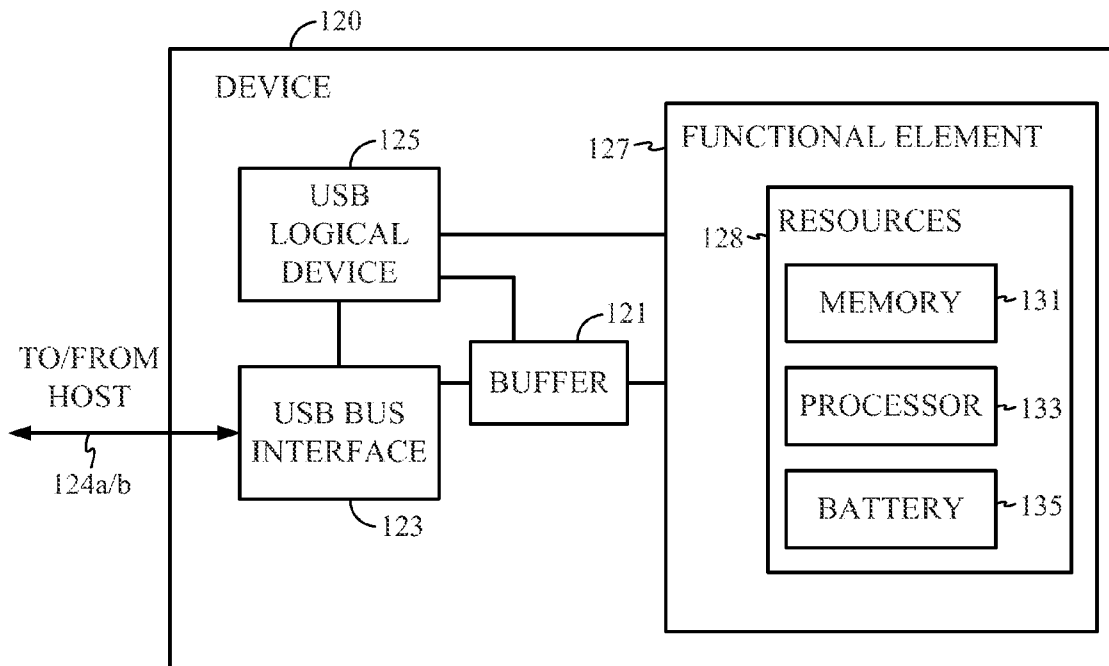 120
DEVICE
125
USB
LOGICAL
DEVICE
127
FUNCTIONAL ELEMENT
128
RESOURCES
MEMORY
131
PROCESSOR
133
BATTERY
135
121
BUFFER
TO/FROM
HOST
124a/b
USB BUS
INTERFACE
123